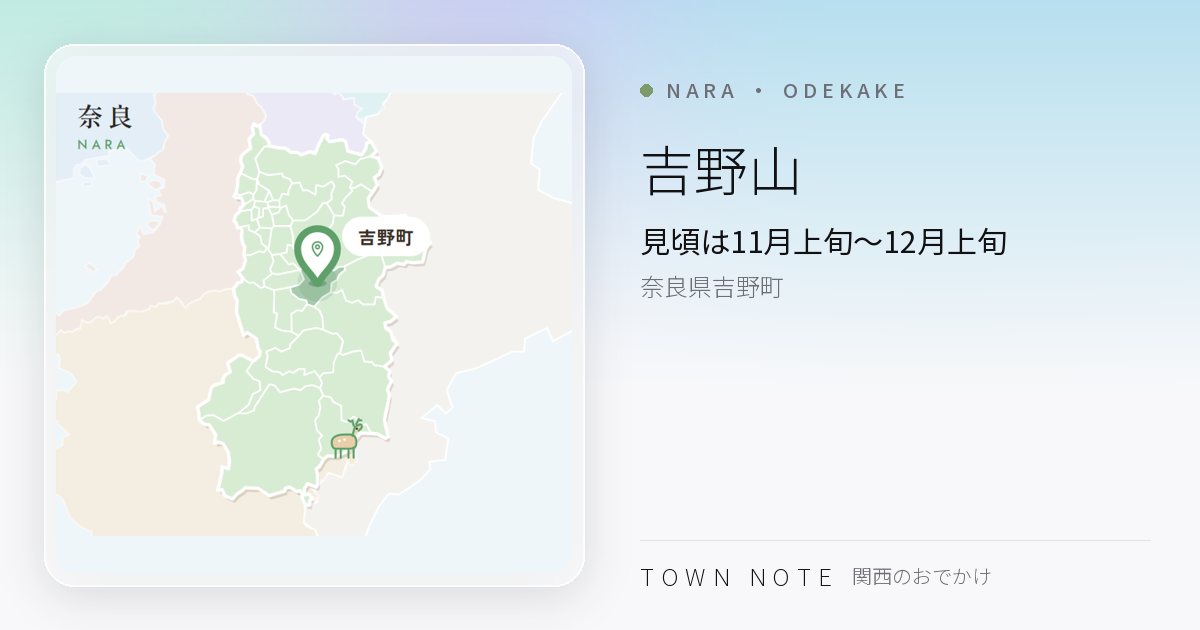 奈良
NARA
吉野町
NARA • ODEKAKE
吉野山
見頃は11月上旬〜12月上旬
奈良県吉野町
TOWN NOTE 関西のおでかけ